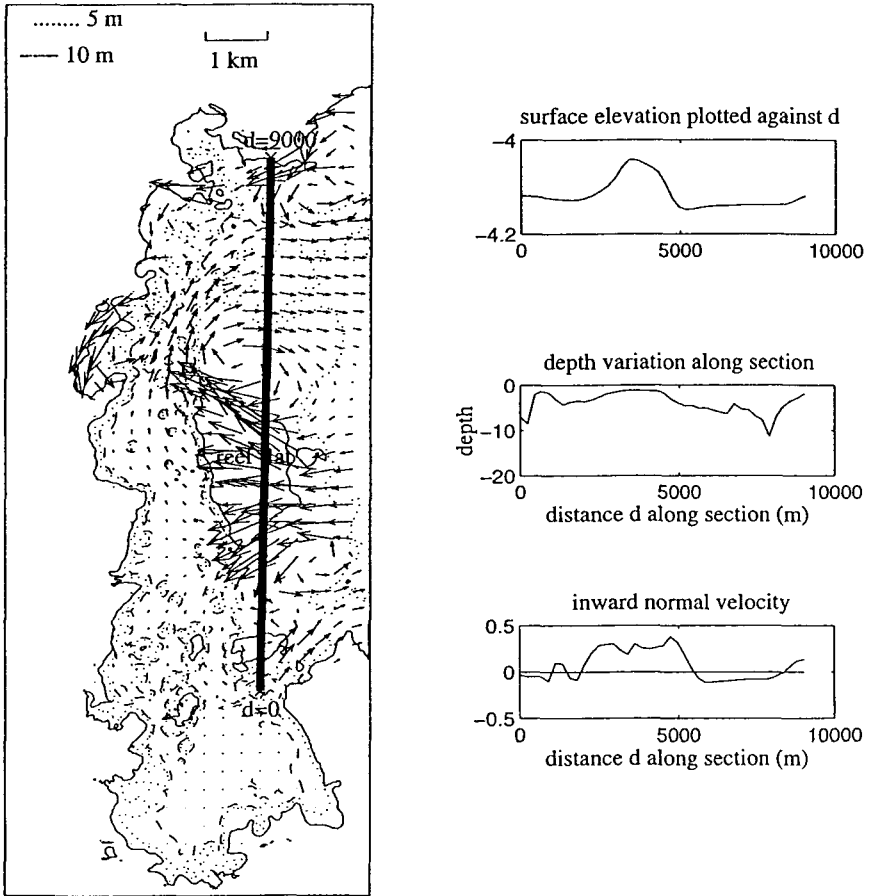 5 m
10 m
1 km
d=9000
reef
d=0
surface elevation plotted against d
-4
-4.2
0
5000
10000
depth variation along section
0
-10
-20
depth
0
5000
10000
distance d along section (m)
inward normal velocity
0.5
0
-0.5
0
5000
10000
distance d along section (m)